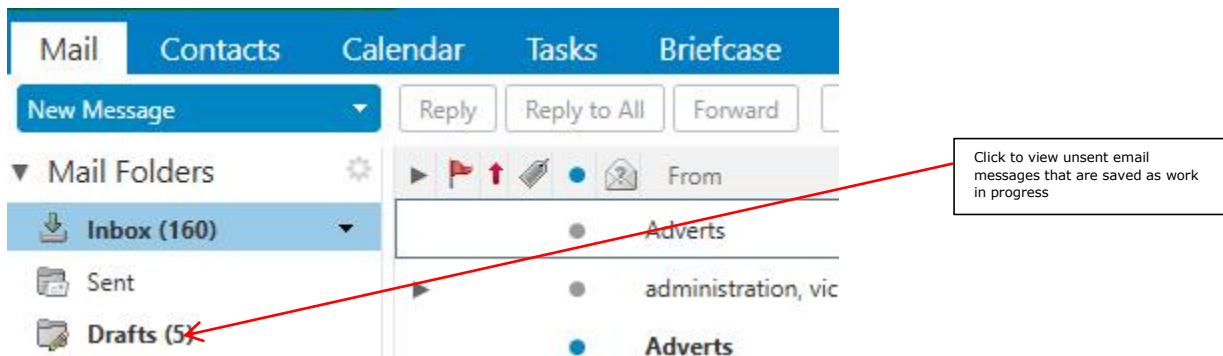 Mail Contacts Calendar Tasks Briefcase
New Message Reply Reply to All Forward
Mail Folders From
Inbox (160) Adverts
Sent administration, vic
Drafts (5) Adverts
Click to view unsent email
messages that are saved as work
in progress